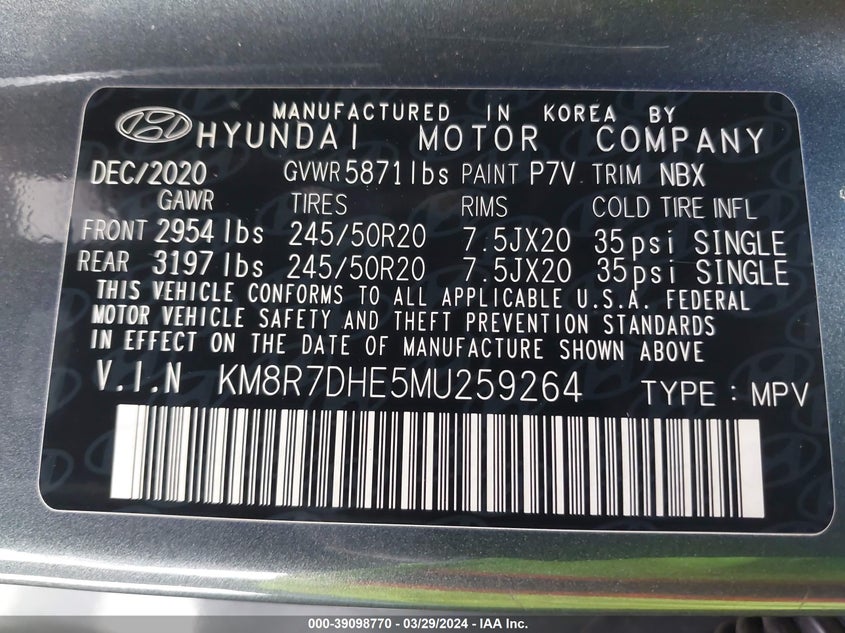 MANUFACTURED IN KOREA BY
HYUNDAI MOTOR COMPANY
DEC/2020 GVWR 5871lbs PAINT P7V TRIM NBX
GAWR TIRES RIMS COLD TIRE INFL
FRONT 2954 lbs 245/50R20 7.5JX20 35psi SINGLE
REAR 3197 lbs 245/50R20 7.5JX20 35psi SINGLE
THIS VEHICLE CONFORMS TO ALL APPLICABLE U.S.A. FEDERAL
MOTOR VEHICLE SAFETY AND THEFT PREVENTION STANDARDS
IN EFFECT ON THE DATE OF MANUFACTURE SHOWN ABOVE
V.I.N KM8R7DHE5MU259264 TYPE : MPV
000-39098770 — 03/29/2024 — IAA Inc.